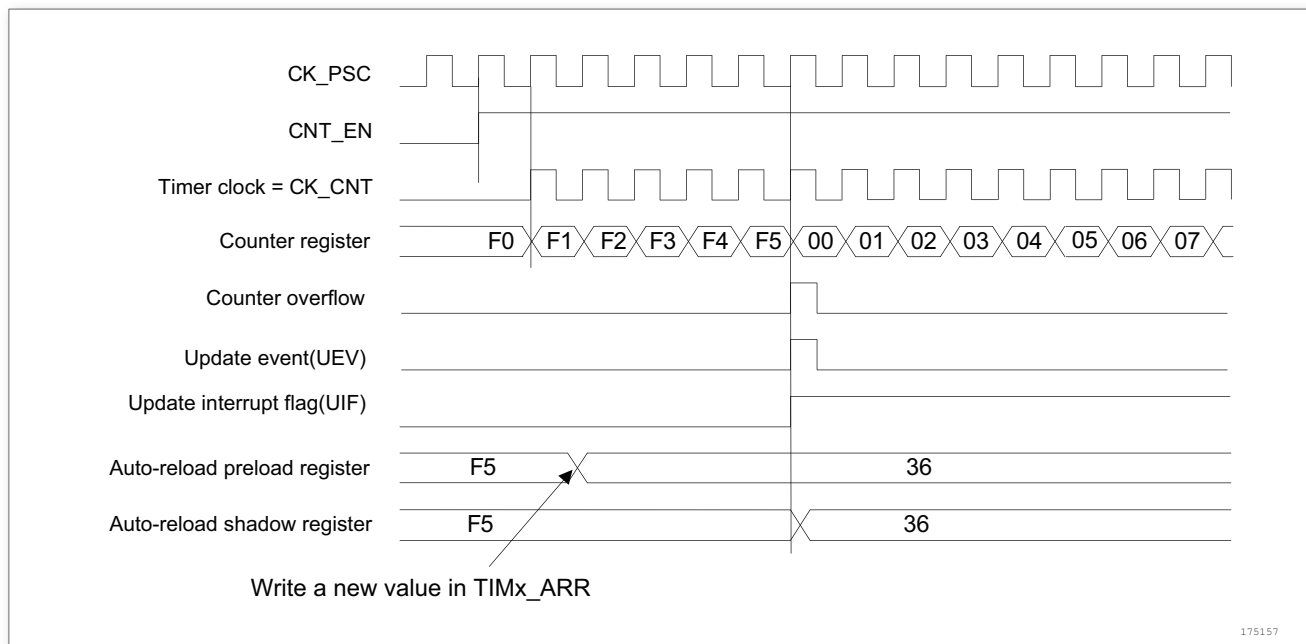 CK_PSC
CNT_EN
Timer clock = CK_CNT
Counter register F0 F1 F2 F3 F4 F5 00 01 02 03 04 05 06 07
Counter overflow
Update event(UEV)
Update interrupt flag(UIF)
Auto-reload preload register F5 36
Auto-reload shadow register F5 36
Write a new value in TIMx_ARR
175157